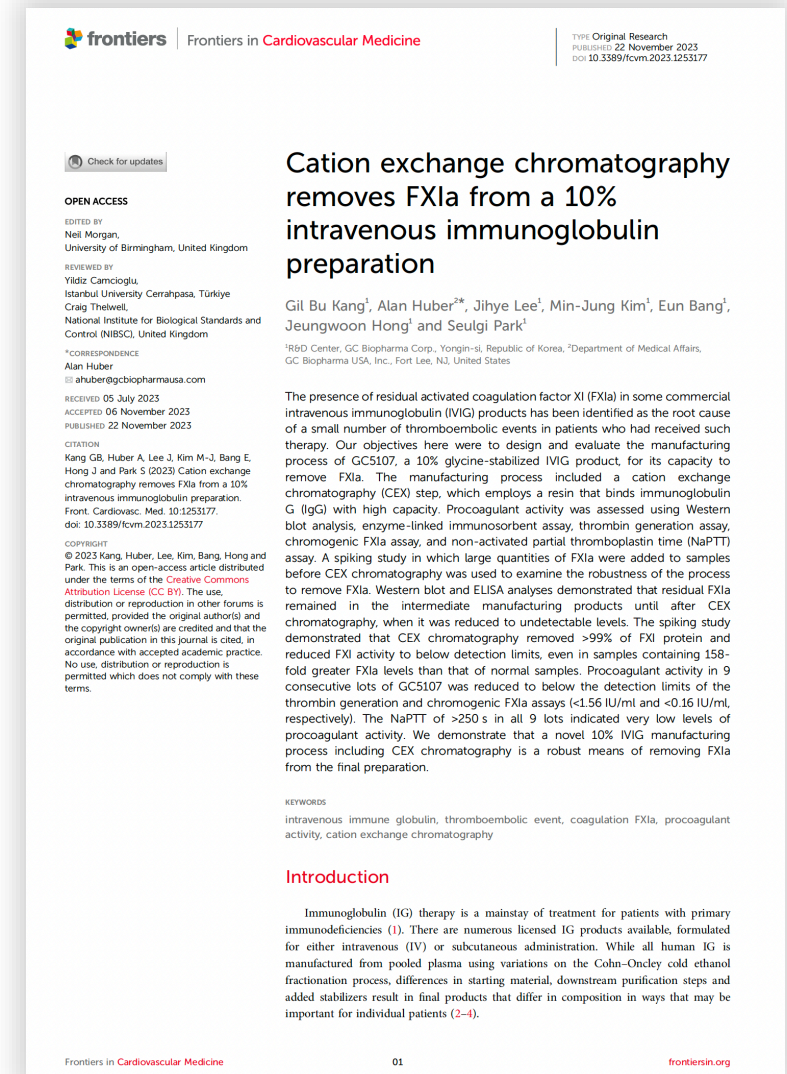 frontiers | Frontiers in Cardiovascular Medicine
TYPE Original Research
PUBLISHED 22 November 2023
DOI 10.3389/fcvm.2023.1253177
Check for updates
OPEN ACCESS
EDITED BY
Neil Morgan,
University of Birmingham, United Kingdom
REVIEWED BY
Yildiz Camcioglu,
Istanbul University Cerrahpasa, Türkiye
Craig Thelwell,
National Institute for Biological Standards and
Control (NIBSC), United Kingdom
*CORRESPONDENCE
Alan Huber
ahuber@gcbiopharmausa.com
RECEIVED 05 July 2023
ACCEPTED 06 November 2023
PUBLISHED 22 November 2023
CITATION
Kang GB, Huber A, Lee J, Kim M-J, Bang E,
Hong J and Park S (2023) Cation exchange
chromatography removes FXIa from a 10%
intravenous immunoglobulin preparation.
Front. Cardiovasc. Med. 10:1253177.
doi: 10.3389/fcvm.2023.1253177
COPYRIGHT
© 2023 Kang, Huber, Lee, Kim, Bang, Hong and
Park. This is an open-access article distributed
under the terms of the Creative Commons
Attribution License (CC BY). The use,
distribution or reproduction in other forums is
permitted, provided the original author(s) and
the copyright owner(s) are credited and that the
original publication in this journal is cited, in
accordance with accepted academic practice.
No use, distribution or reproduction is
permitted which does not comply with these
terms.
Cation exchange chromatography
removes FXIa from a 10%
intravenous immunoglobulin
preparation
Gil Bu Kang¹, Alan Huber²*, Jihye Lee¹, Min-Jung Kim¹, Eun Bang¹,
Jeungwoon Hong¹ and Seulgi Park¹
¹R&D Center, GC Biopharma Corp., Yongin-si, Republic of Korea, ²Department of Medical Affairs,
GC Biopharma USA, Inc., Fort Lee, NJ, United States
The presence of residual activated coagulation factor XI (FXIa) in some commercial
intravenous immunoglobulin (IVIG) products has been identified as the root cause
of a small number of thromboembolic events in patients who had received such
therapy. Our objectives here were to design and evaluate the manufacturing
process of GC5107, a 10% glycine-stabilized IVIG product, for its capacity to
remove FXIa. The manufacturing process included a cation exchange
chromatography (CEX) step, which employs a resin that binds immunoglobulin
G (IgG) with high capacity. Procoagulant activity was assessed using Western
blot analysis, enzyme-linked immunosorbent assay, thrombin generation assay,
chromogenic FXIa assay, and non-activated partial thromboplastin time (NaPTT)
assay. A spiking study in which large quantities of FXIa were added to samples
before CEX chromatography was used to examine the robustness of the process
to remove FXIa. Western blot and ELISA analyses demonstrated that residual FXIa
remained in the intermediate manufacturing products until after CEX
chromatography, when it was reduced to undetectable levels. The spiking study
demonstrated that CEX chromatography removed >99% of FXI protein and
reduced FXI activity to below detection limits, even in samples containing 158-
fold greater FXIa levels than that of normal samples. Procoagulant activity in 9
consecutive lots of GC5107 was reduced to below the detection limits of the
thrombin generation and chromogenic FXIa assays (<1.56 IU/ml and <0.16 IU/ml,
respectively). The NaPTT of >250 s in all 9 lots indicated very low levels of
procoagulant activity. We demonstrate that a novel 10% IVIG manufacturing
process including CEX chromatography is a robust means of removing FXIa
from the final preparation.
KEYWORDS
intravenous immune globulin, thromboembolic event, coagulation FXIa, procoagulant
activity, cation exchange chromatography
Introduction
Immunoglobulin (IG) therapy is a mainstay of treatment for patients with primary
immunodeficiencies (1). There are numerous licensed IG products available, formulated
for either intravenous (IV) or subcutaneous administration. While all human IG is
manufactured from pooled plasma using variations on the Cohn–Oncley cold ethanol
fractionation process, differences in starting material, downstream purification steps and
added stabilizers result in final products that differ in composition in ways that may be
important for individual patients (2–4).
Frontiers in Cardiovascular Medicine
01
frontiersin.org